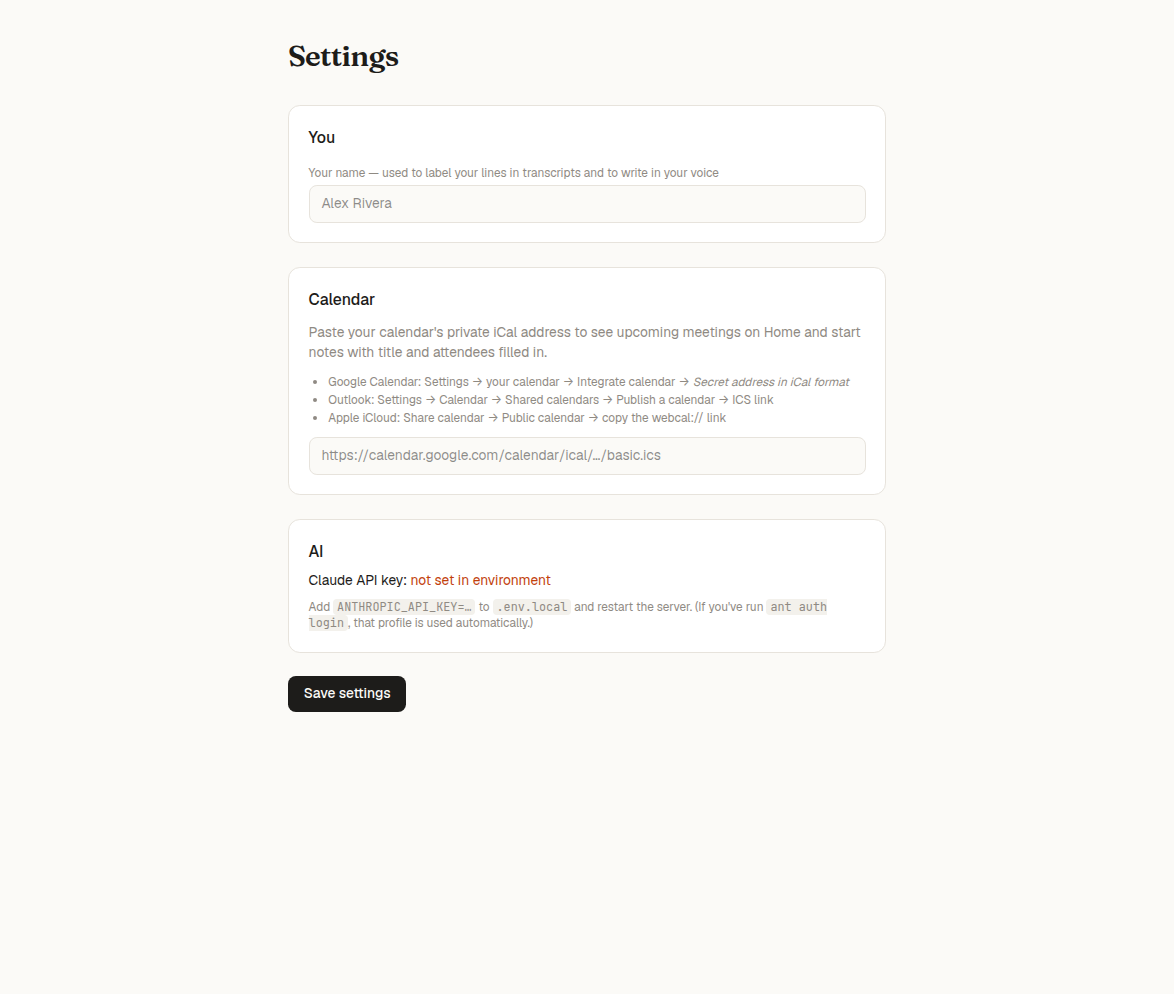 Settings
You
Your name — used to label your lines in transcripts and to write in your voice
Alex Rivera
Calendar
Paste your calendar's private iCal address to see upcoming meetings on Home and start
notes with title and attendees filled in.
• Google Calendar: Settings → your calendar → Integrate calendar → Secret address in iCal format
• Outlook: Settings → Calendar → Shared calendars → Publish a calendar → ICS link
• Apple iCloud: Share calendar → Public calendar → copy the webcal:// link
https://calendar.google.com/calendar/ical/…/basic.ics
AI
Claude API key: not set in environment
Add ANTHROPIC_API_KEY=… to .env.local and restart the server. (If you've run ant auth
login, that profile is used automatically.)
Save settings